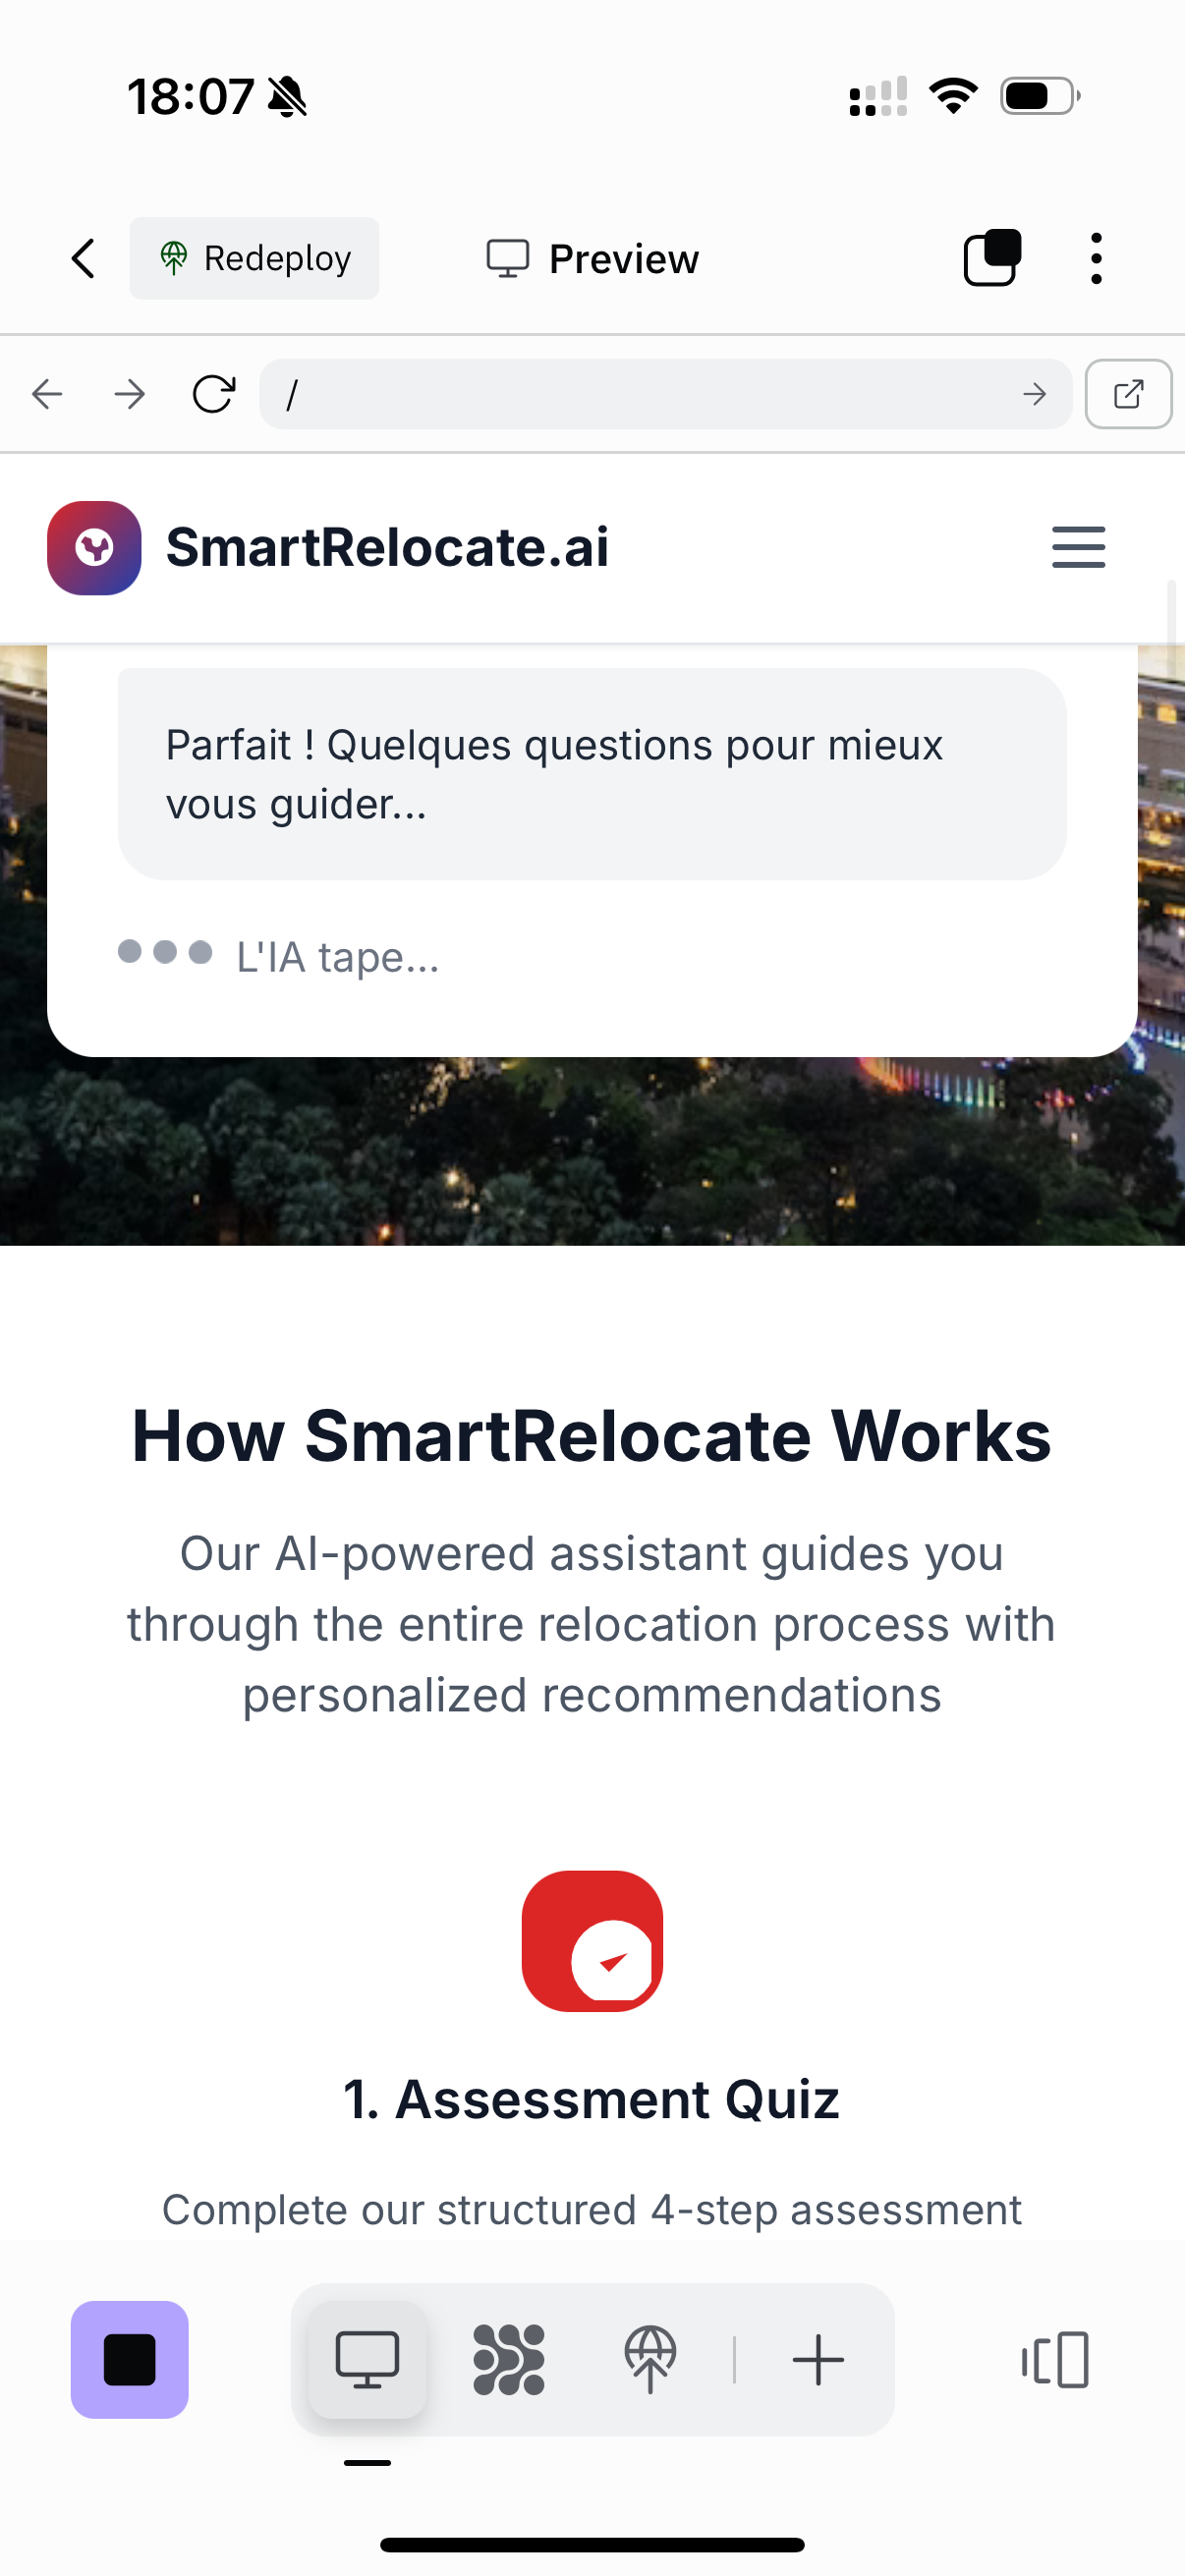 18:07
Redeploy
Preview
/
SmartRelocate.ai
Parfait ! Quelques questions pour mieux
vous guider...
L'IA tape...
How SmartRelocate Works
Our AI-powered assistant guides you
through the entire relocation process with
personalized recommendations
1. Assessment Quiz
Complete our structured 4-step assessment